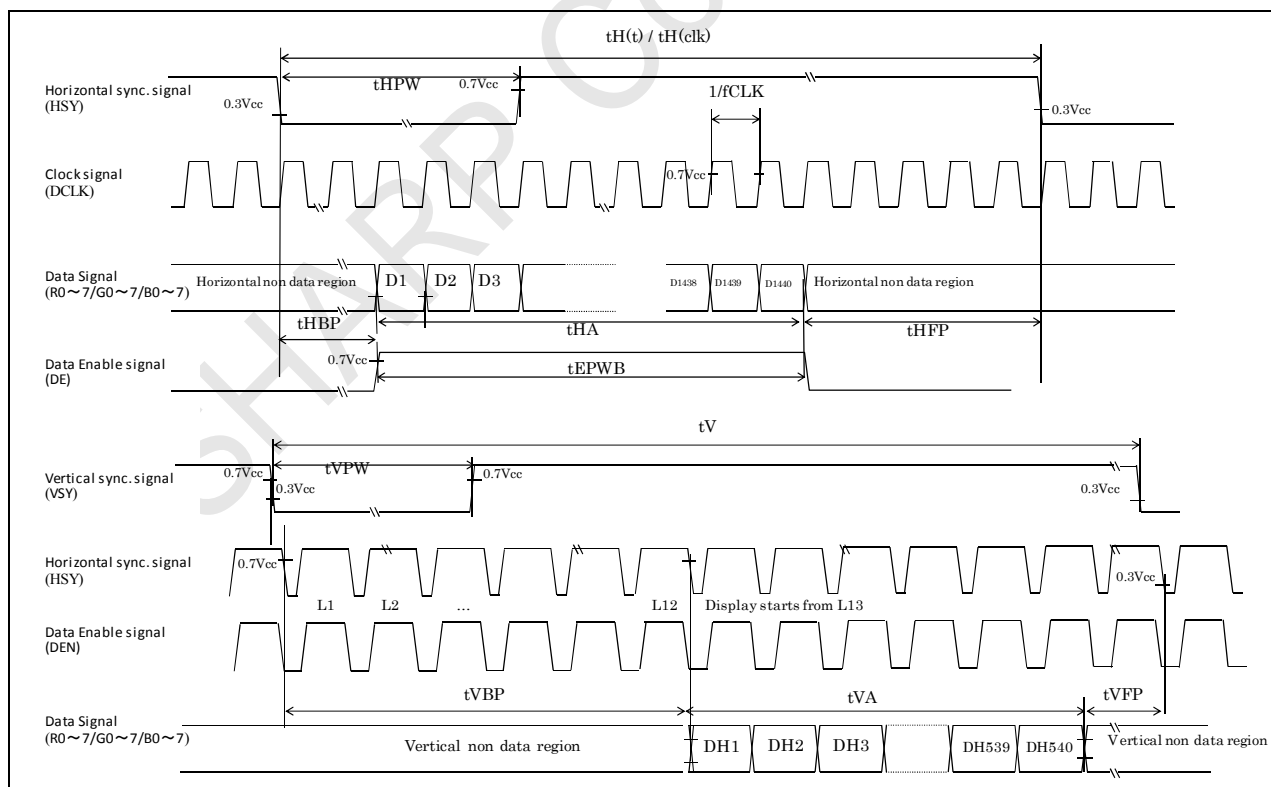 SHARP Co
tH(t) / tH(clk)
Horizontal sync. signal
(HSY)
0.3Vcc
tHPW
0.7Vcc
1/fCLK
0.3Vcc
Clock signal
(DCLK)
0.7Vcc
Data Signal
(R0～7/G0～7/B0～7)
Horizontal non data region
D1
D2
D3
D1438
D1439
D1440
Horizontal non data region
tHBP
tHA
tHFP
Data Enable signal
(DE)
0.7Vcc
tEPWB
tV
Vertical sync. signal
(VSY)
0.7Vcc
0.3Vcc
tVPW
0.7Vcc
0.3Vcc
Horizontal sync. signal
(HSY)
0.7Vcc
0.3Vcc
L1
L2
...
L12
Display starts from L13
Data Enable signal
(DEN)
tVBP
tVA
tVFP
Data Signal
(R0～7/G0～7/B0～7)
Vertical non data region
DH1
DH2
DH3
DH539
DH540
Vertical non data region